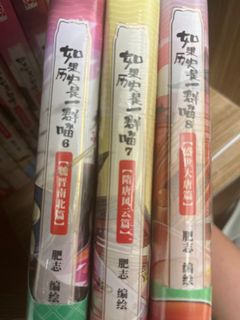 如果历史是一群喵 6
【魏晋南北篇】
肥志 编绘
如果历史是一群喵 7
【隋唐风云篇】
肥志 编绘
如果历史是一群喵 8
【盛世大唐篇】
肥志 编绘